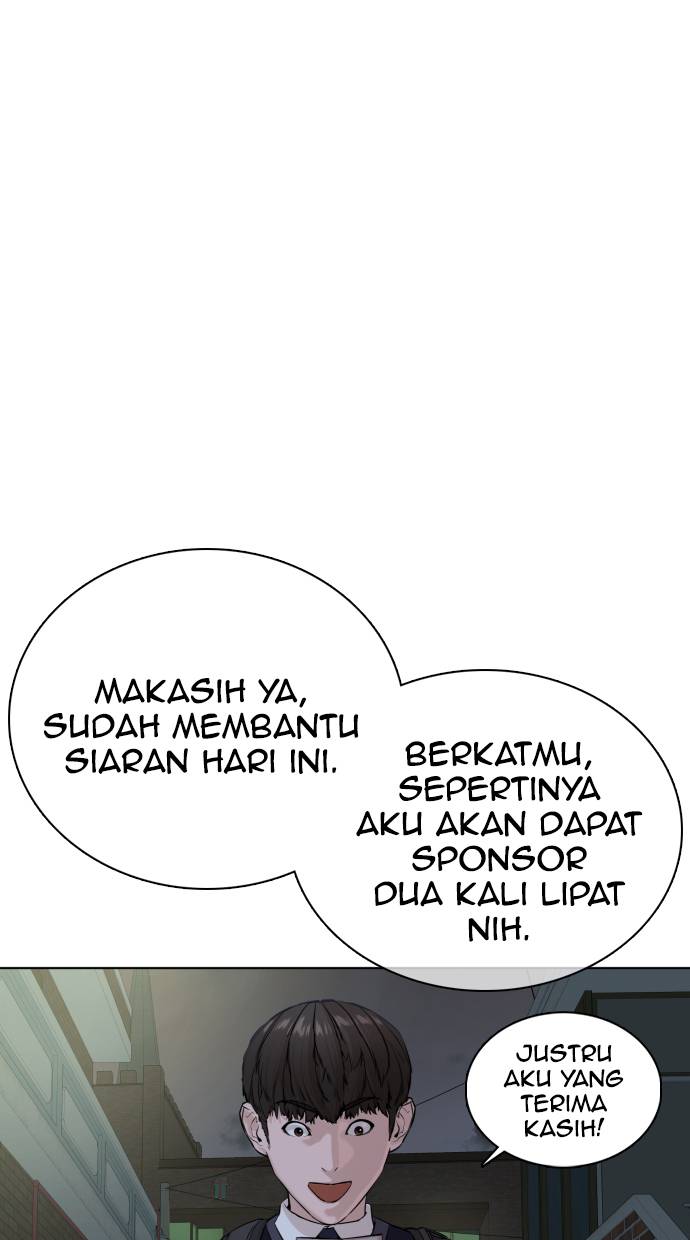 MAKASIH YA,
SUDAH MEMBANTU
SIARAN HARI INI.
BERKATMU,
SEPERTINYA
AKU AKAN DAPAT
SPONSOR
DUA KALI LIPAT
NIH.
JUSTRU
AKU YANG
TERIMA
KASIH!